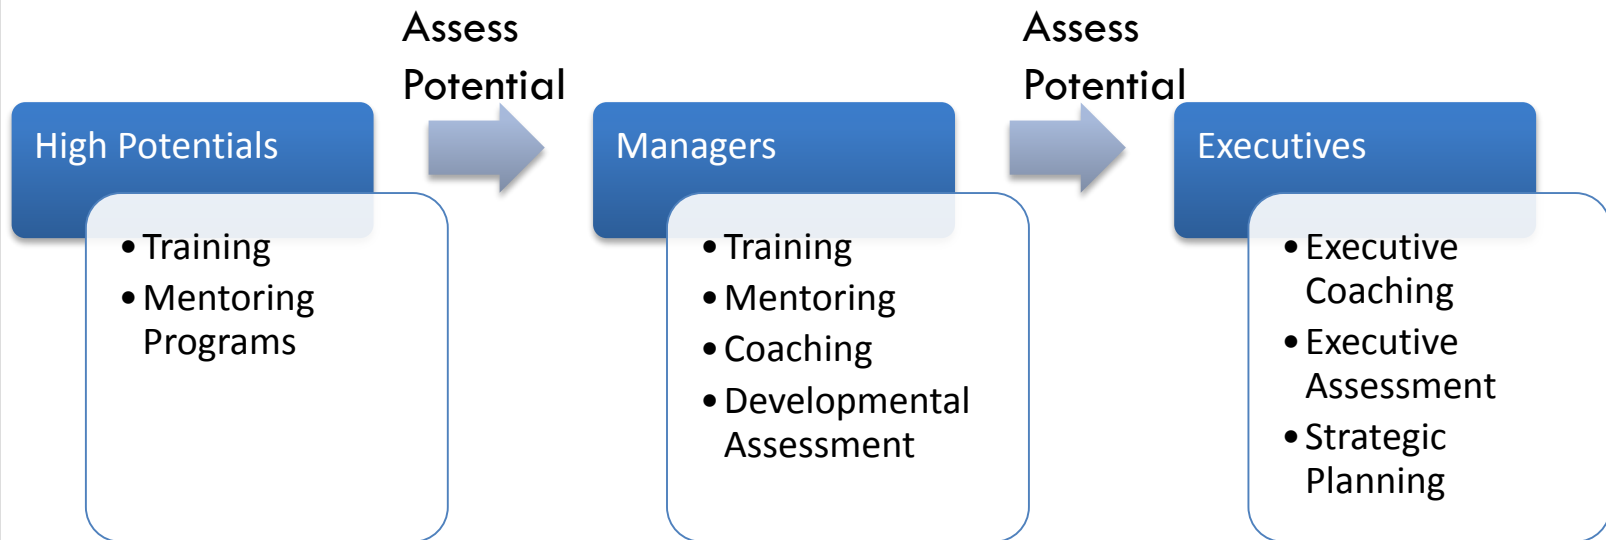 Assess
Potential
Assess
Potential
High Potentials
• Training
• Mentoring
Programs
Managers
• Training
• Mentoring
• Coaching
• Developmental
Assessment
Executives
• Executive
Coaching
• Executive
Assessment
• Strategic
Planning